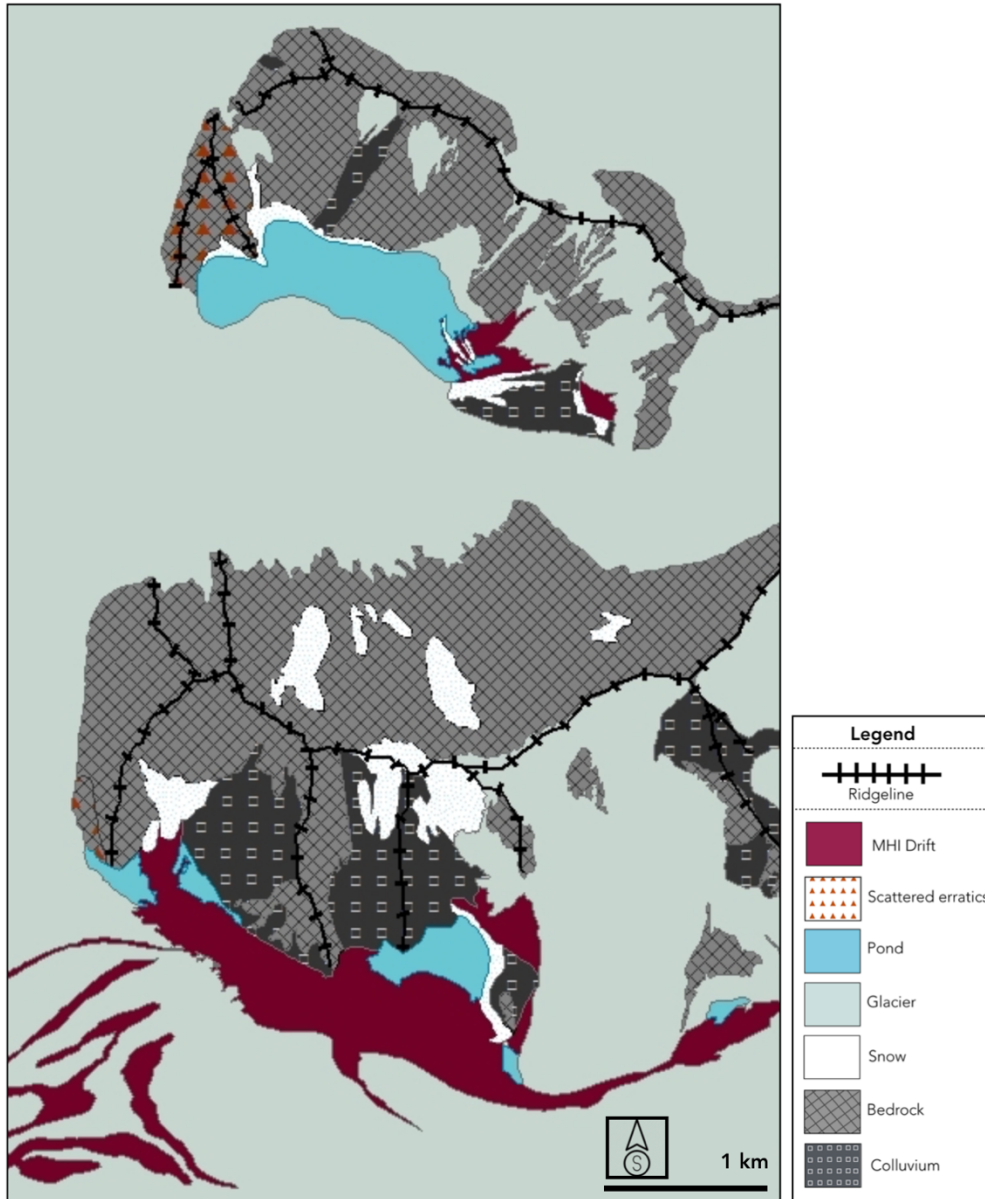 S
1 km
Legend
Ridgeline
MHI Drift
Scattered erratics
Pond
Glacier
Snow
Bedrock
Colluvium